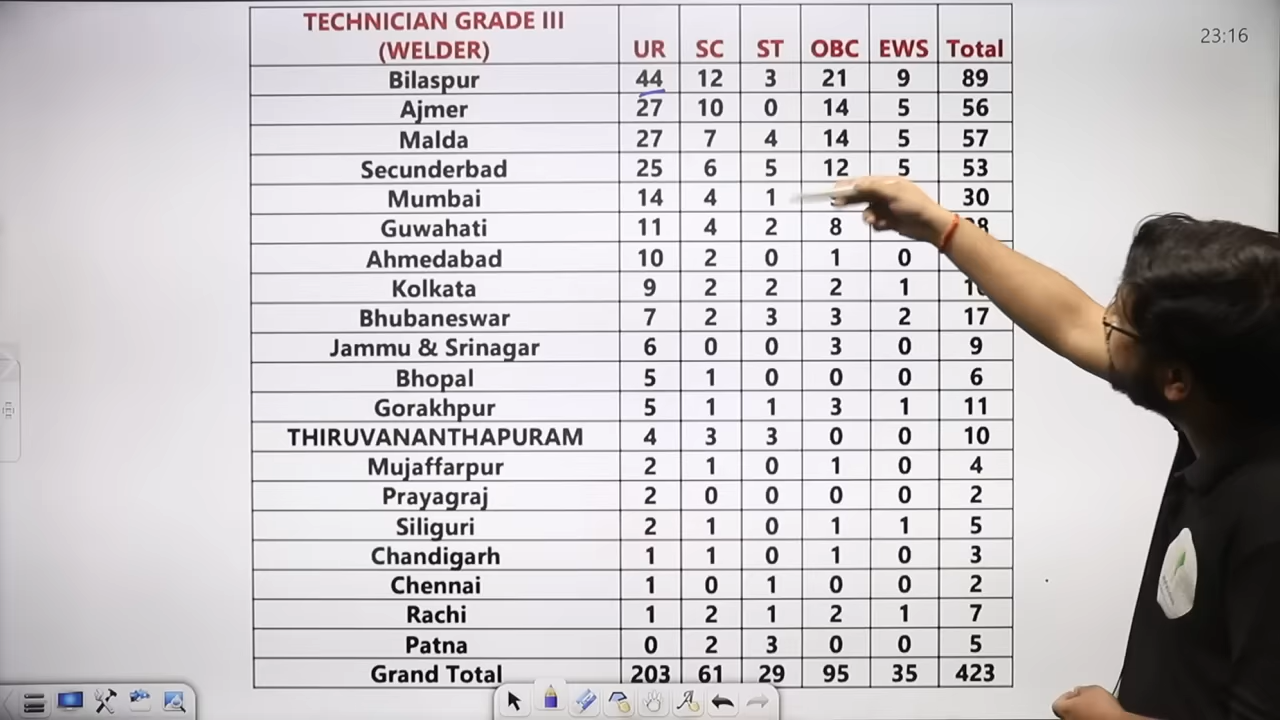 23:16
TECHNICIAN GRADE III
(WELDER) UR SC ST OBC EWS Total
Bilaspur 44 12 3 21 9 89
Ajmer 27 10 0 14 5 56
Malda 27 7 4 14 5 57
Secunderbad 25 6 5 12 5 53
Mumbai 14 4 1 30
Guwahati 11 4 2 8
Ahmedabad 10 2 0 1 0
Kolkata 9 2 2 2 1
Bhubaneswar 7 2 3 3 2 17
Jammu & Srinagar 6 0 0 3 0 9
Bhopal 5 1 0 0 0 6
Gorakhpur 5 1 1 3 1 11
THIRUVANANTHAPURAM 4 3 3 0 0 10
Mujaffarpur 2 1 0 1 0 4
Prayagraj 2 0 0 0 0 2
Siliguri 2 1 0 1 1 5
Chandigarh 1 1 0 1 0 3
Chennai 1 0 1 0 0 2
Rachi 1 2 1 2 1 7
Patna 0 2 3 0 0 5
Grand Total 203 61 29 95 35 423